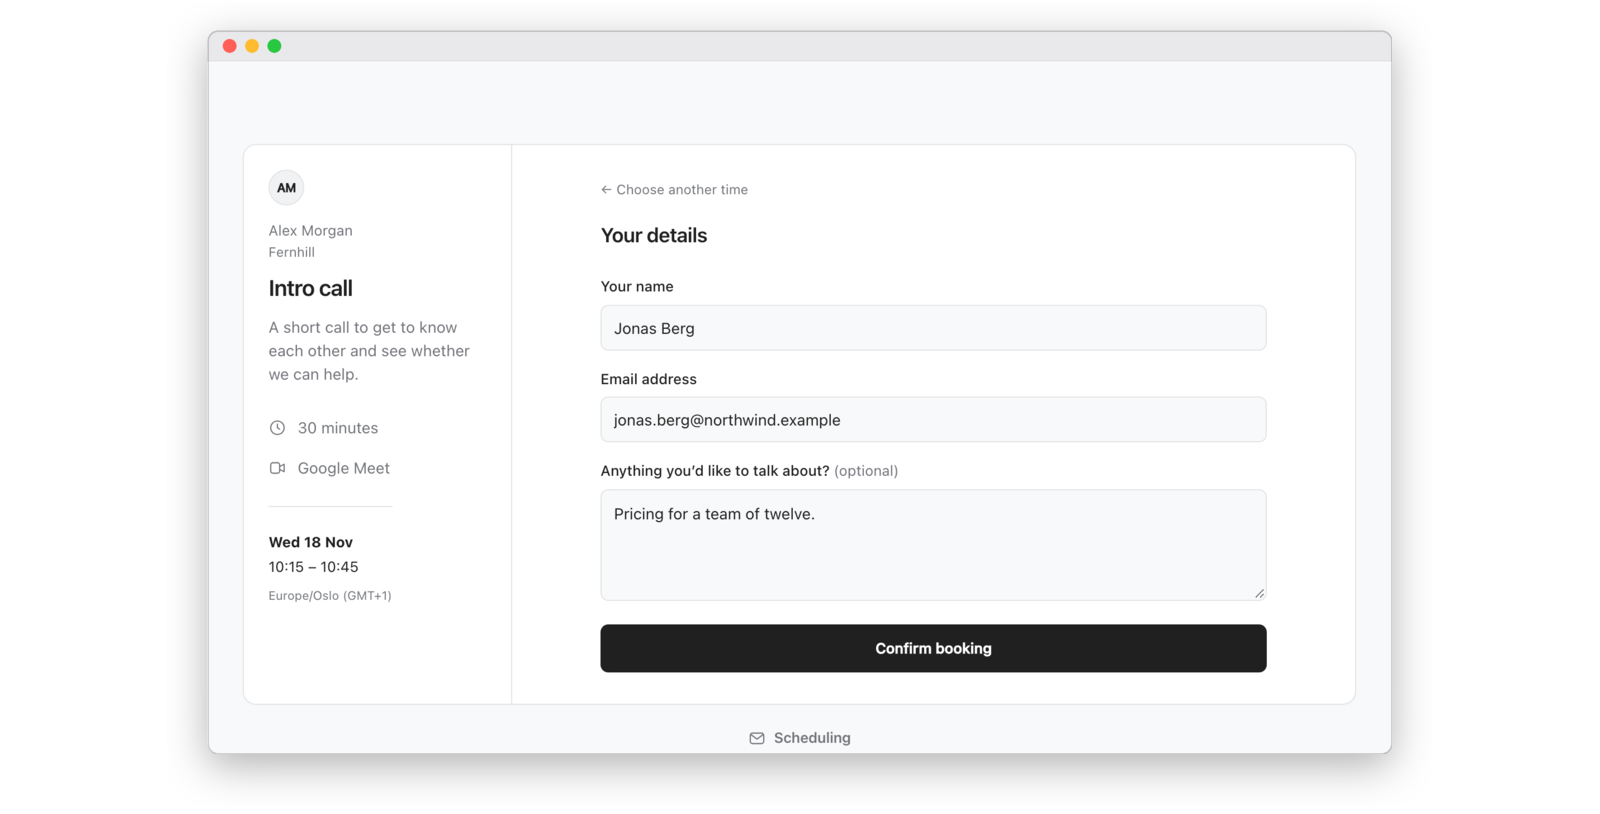 AM
Alex Morgan
Fernhill
Intro call
A short call to get to know
each other and see whether
we can help.
30 minutes
Google Meet
Wed 18 Nov
10:15 – 10:45
Europe/Oslo (GMT+1)
← Choose another time
Your details
Your name
Jonas Berg
Email address
jonas.berg@northwind.example
Anything you’d like to talk about? (optional)
Pricing for a team of twelve.
Confirm booking
Scheduling